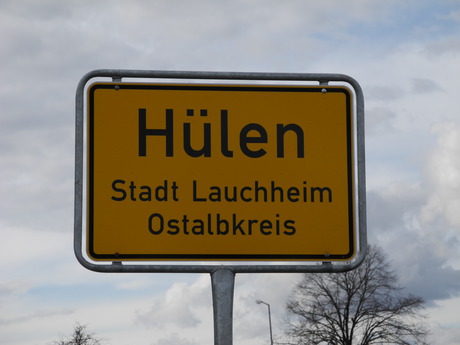 Hülen
Stadt Lauchheim
Ostalbkreis